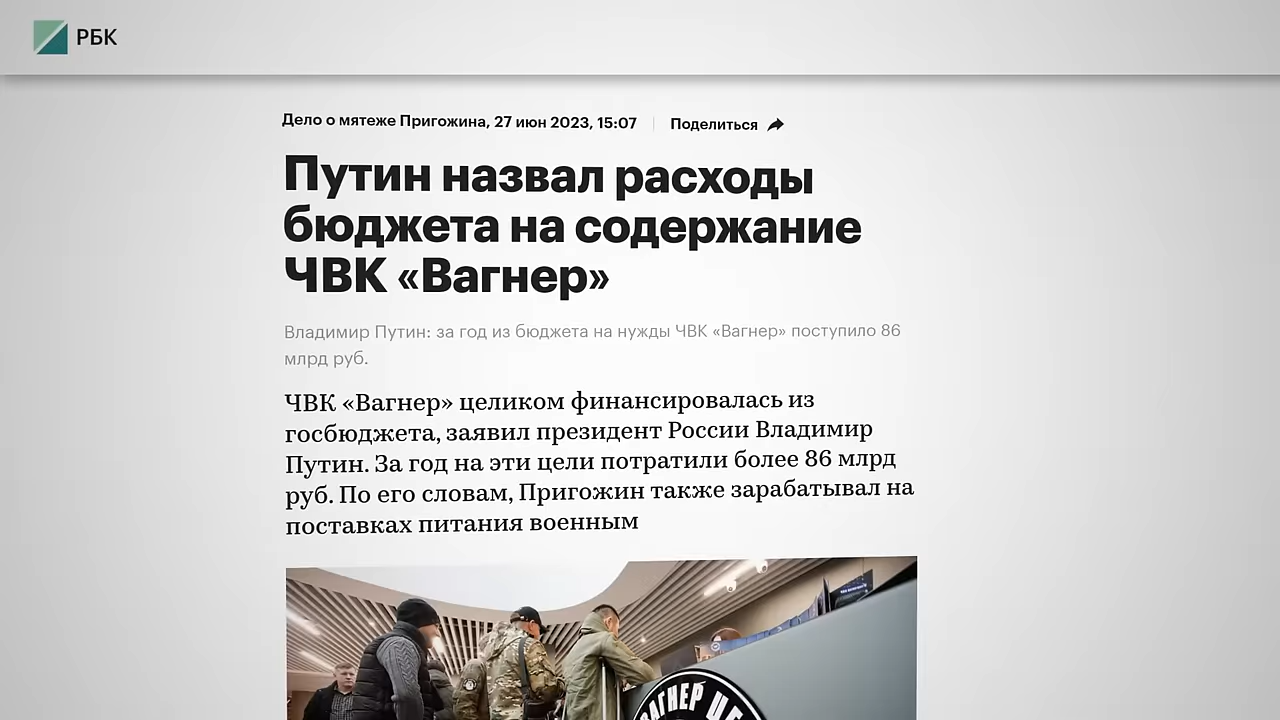 РБК
Дело о мятеже Пригожина, 27 июн 2023, 15:07 Поделиться
Путин назвал расходы
бюджета на содержание
ЧВК «Вагнер»
Владимир Путин: за год из бюджета на нужды ЧВК «Вагнер» поступило 86
млрд руб.
ЧВК «Вагнер» целиком финансировалась из
госбюджета, заявил президент России Владимир
Путин. За год на эти цели потратили более 86 млрд
руб. По его словам, Пригожин также зарабатывал на
поставках питания военным
ВАГНЕР